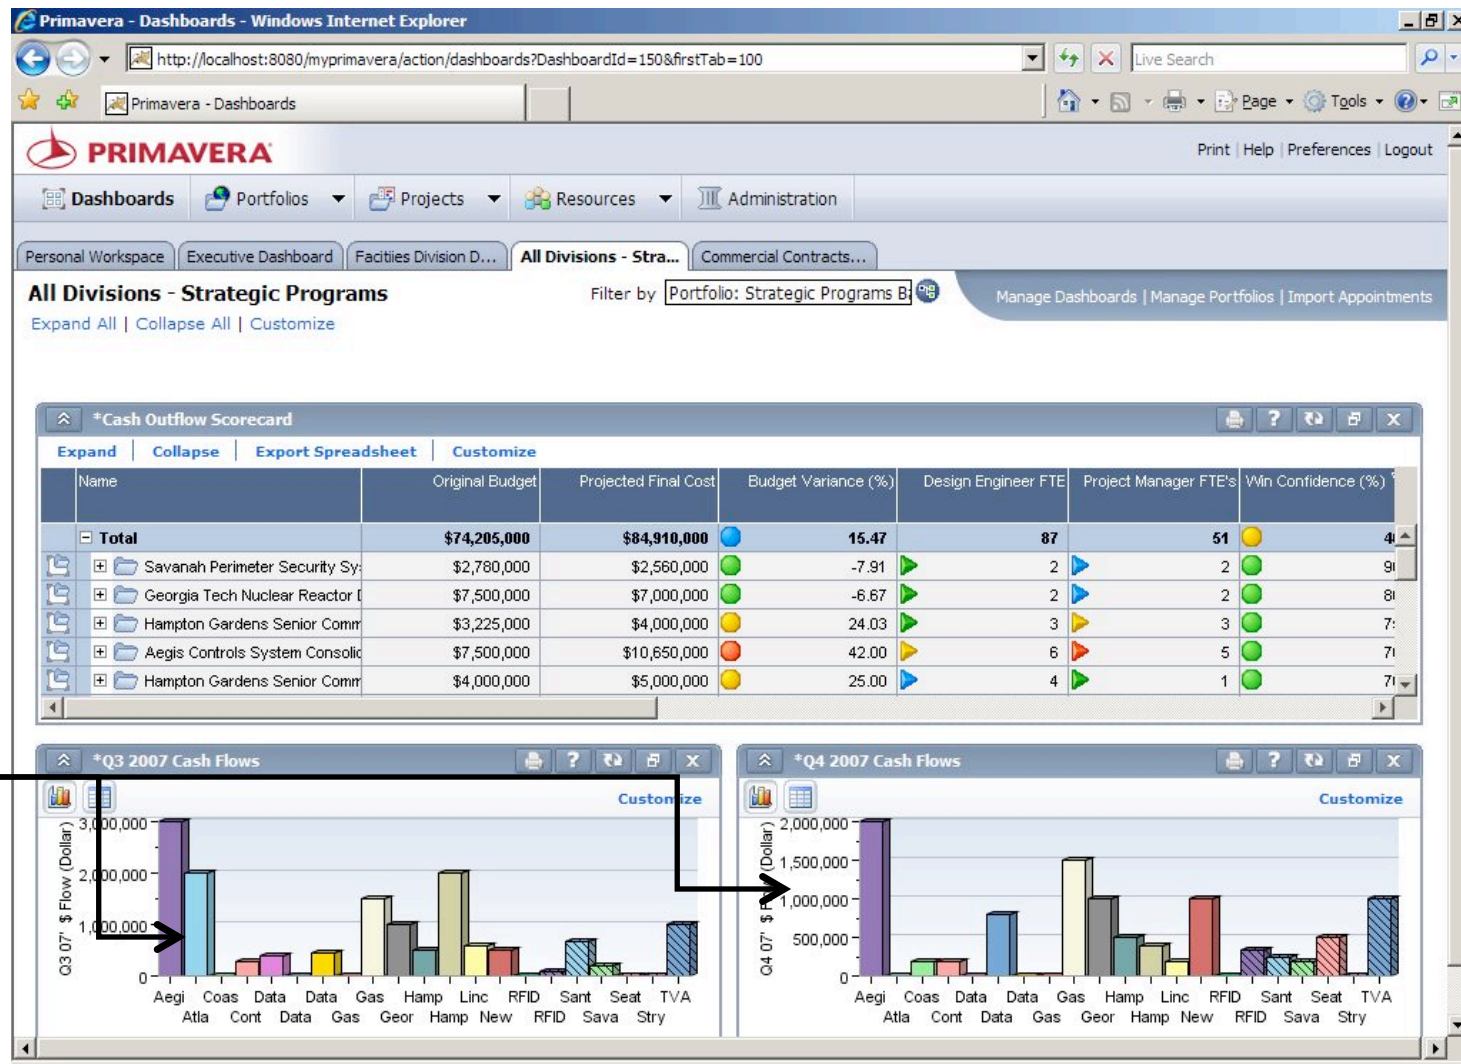 Primavera - Dashboards - Windows Internet Explorer
http://localhost:8080/myprimavera/action/dashboards?DashboardId=150&firstTab=100
Live Search
Primavera - Dashboards
Page Tools
PRIMAVERA
Print | Help | Preferences | Logout
Dashboards Portfolios Projects Resources Administration
Personal Workspace Executive Dashboard Facitiies Division D... All Divisions - Stra... Commercial Contracts...
All Divisions - Strategic Programs
Filter by Portfolio: Strategic Programs
Manage Dashboards | Manage Portfolios | Import Appointments
Expand All | Collapse All | Customize
*Cash Outflow Scorecard
Expand Collapse Export Spreadsheet Customize
Name Original Budget Projected Final Cost Budget Variance (%) Design Engineer FTE Project Manager FTE's Win Confidence (%)
Total $74,205,000 $84,910,000 15.47 87 51
Savanah Perimeter Security $2,780,000 $2,560,000 -7.91 2 2
Georgia Tech Nuclear Reactor $7,500,000 $7,000,000 -6.67 2 2
Hampton Gardens Senior Comm $3,225,000 $4,000,000 24.03 3 3
Aegis Controls System Consolid $7,500,000 $10,650,000 42.00 6 5
Hampton Gardens Senior Comm $4,000,000 $5,000,000 25.00 4 1
*Q3 2007 Cash Flows
Customize
Q3 07' $ Flow (Dollar)
3,000,000
2,000,000
1,000,000
0
Aegi Coas Data Data Gas Hamp Linc RFID Sant Seat TVA
Atla Cont Data Gas Geor Hamp New RFID Sava Stry
*Q4 2007 Cash Flows
Customize
Q4 07' $ Flow (Dollar)
2,000,000
1,500,000
1,000,000
500,000
0
Aegi Coas Data Data Gas Hamp Linc RFID Sant Seat TVA
Atla Cont Data Gas Geor Hamp New RFID Sava Stry